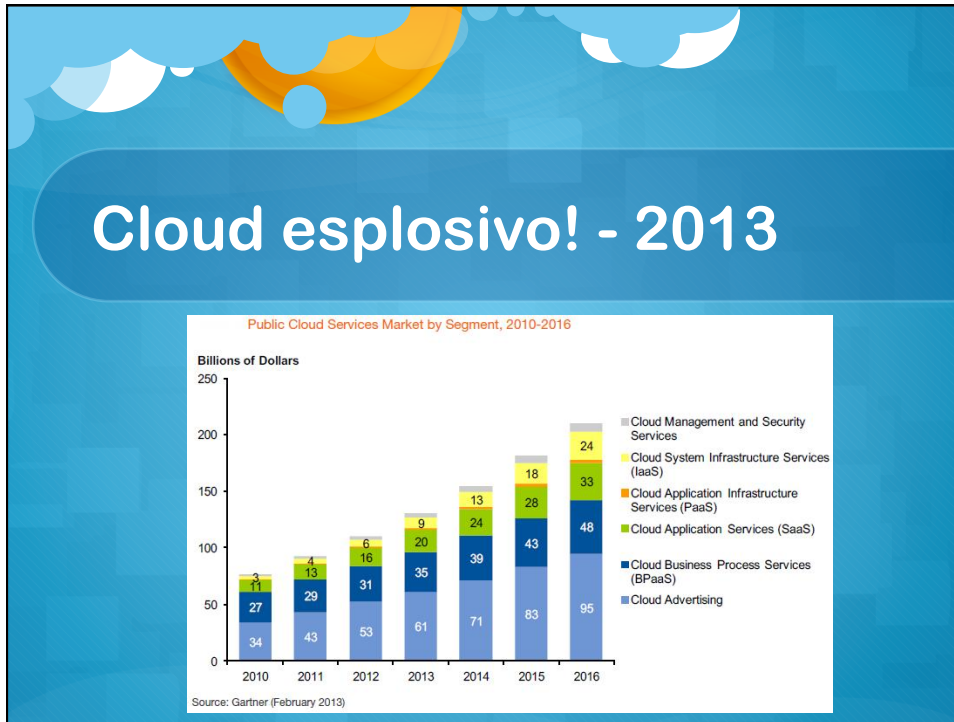 Cloud esplosivo! - 2013
Public Cloud Services Market by Segment, 2010-2016
Billions of Dollars
250
200
150
100
50
0
3
11
27
34
4
13
29
43
6
16
31
53
9
20
35
61
13
24
39
71
18
28
43
83
24
33
48
95
2010 2011 2012 2013 2014 2015 2016
Cloud Management and Security
Services
Cloud System Infrastructure Services
(IaaS)
Cloud Application Infrastructure
Services (PaaS)
Cloud Application Services (SaaS)
Cloud Business Process Services
(BPaaS)
Cloud Advertising
Source: Gartner (February 2013)